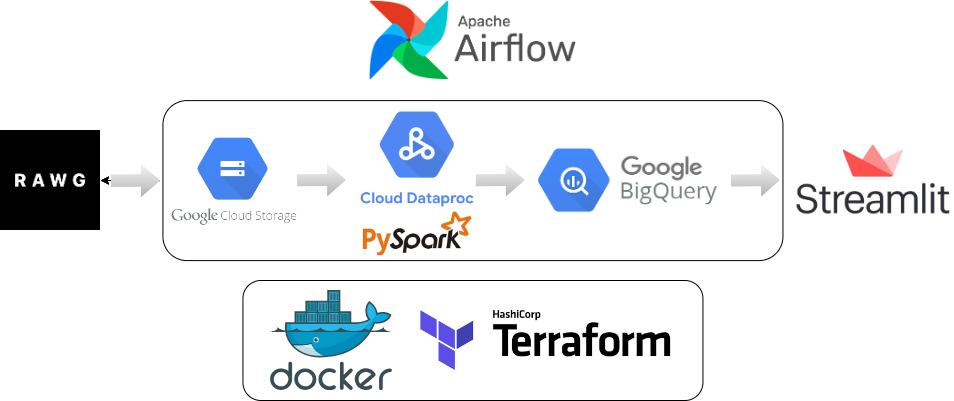 Apache
Airflow
RAWG
Google Cloud Storage
Cloud Dataproc
PySpark
Google
BigQuery
Streamlit
docker
HashiCorp
Terraform